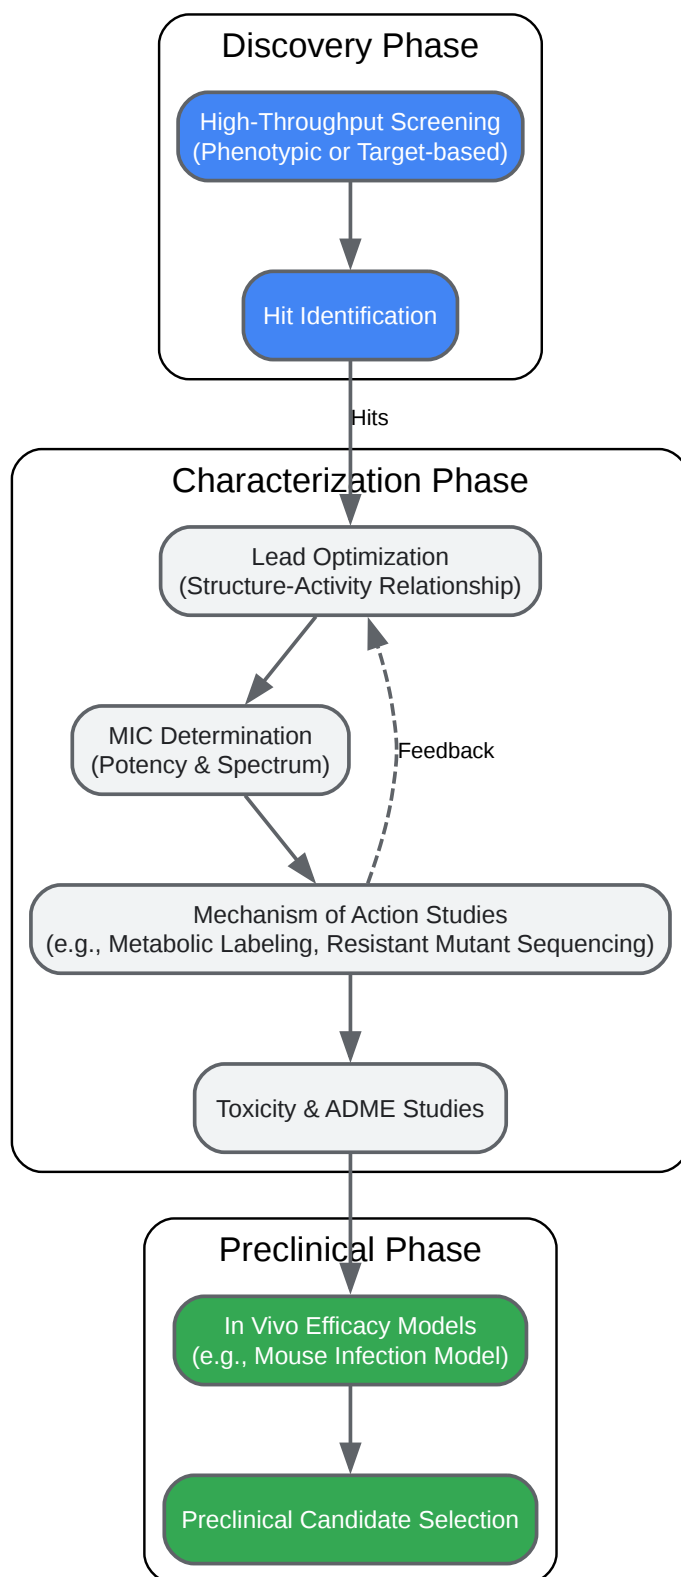 Discovery Phase
High-Throughput Screening
(Phenotypic or Target-based)
Hit Identification
Hits
Characterization Phase
Lead Optimization
(Structure-Activity Relationship)
MIC Determination
(Potency & Spectrum)
Feedback
Mechanism of Action Studies
(e.g., Metabolic Labeling, Resistant Mutant Sequencing)
Toxicity & ADME Studies
Preclinical Phase
In Vivo Efficacy Models
(e.g., Mouse Infection Model)
Preclinical Candidate Selection